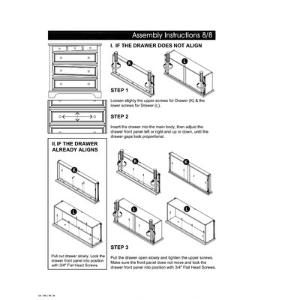 Assembly Instructions 8/8
I. IF THE DRAWER DOES NOT ALIGN
K
L
STEP 1
Loosen slightly the upper screws for Drawer (K) & the
lower screws for Drawer (L).
STEP 2
Insert the drawer into the main body, then adjust the
drawer panel left or right and up or down, until the
drawer gaps look proportional.
II. IF THE DRAWER
ALREADY ALIGNS
K
L
K
L
STEP 3
Pull out drawer slowly. Lock the
drawer panel into position with
3/4" Flat Head Screws.
Pull the drawer open slowly and tighten the upper screws.
Make sure the front panel does not move and lock the
drawer front panel into position with 3/4" Flat Head Screws.